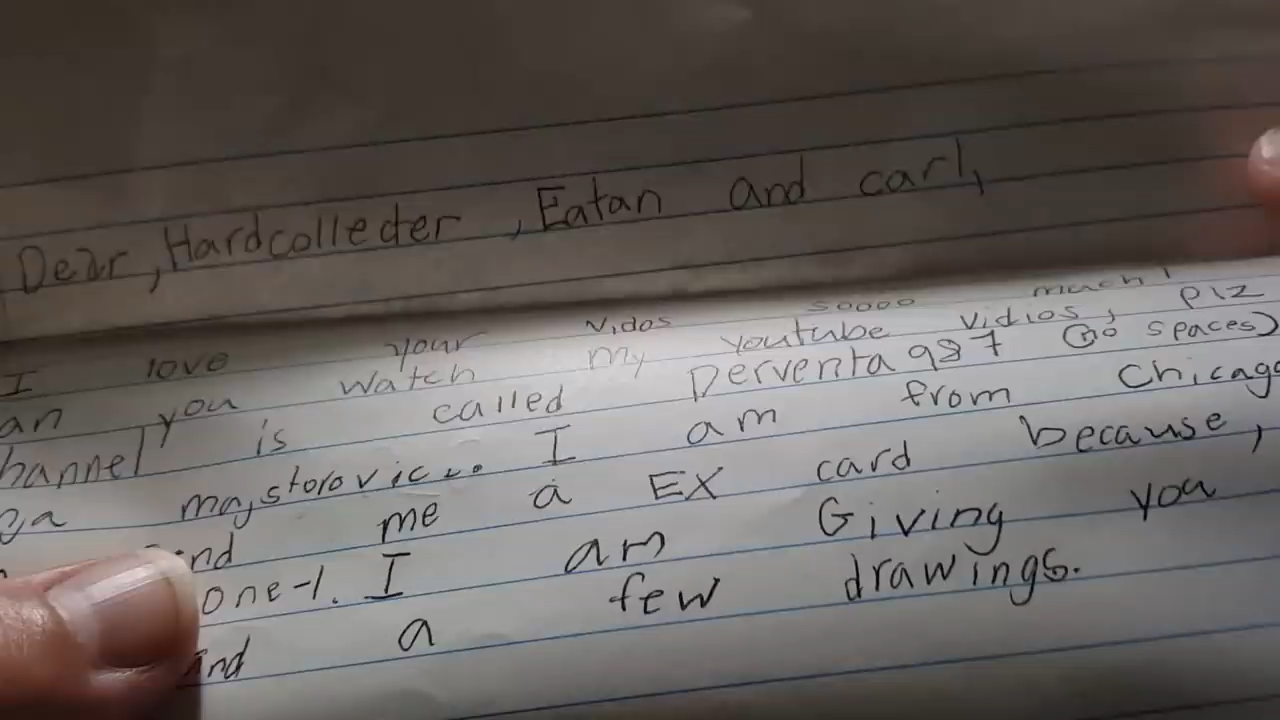 Dear, Hardcollecter, Eatan and carl,
I love your vidos soooo much!
an you watch my youtube vidios, plz
hannel is called Derventa987 (no spaces)
majstorovic... I am from Chicago
nd me a EX card because,
one-1. I am Giving you
and a few drawings.